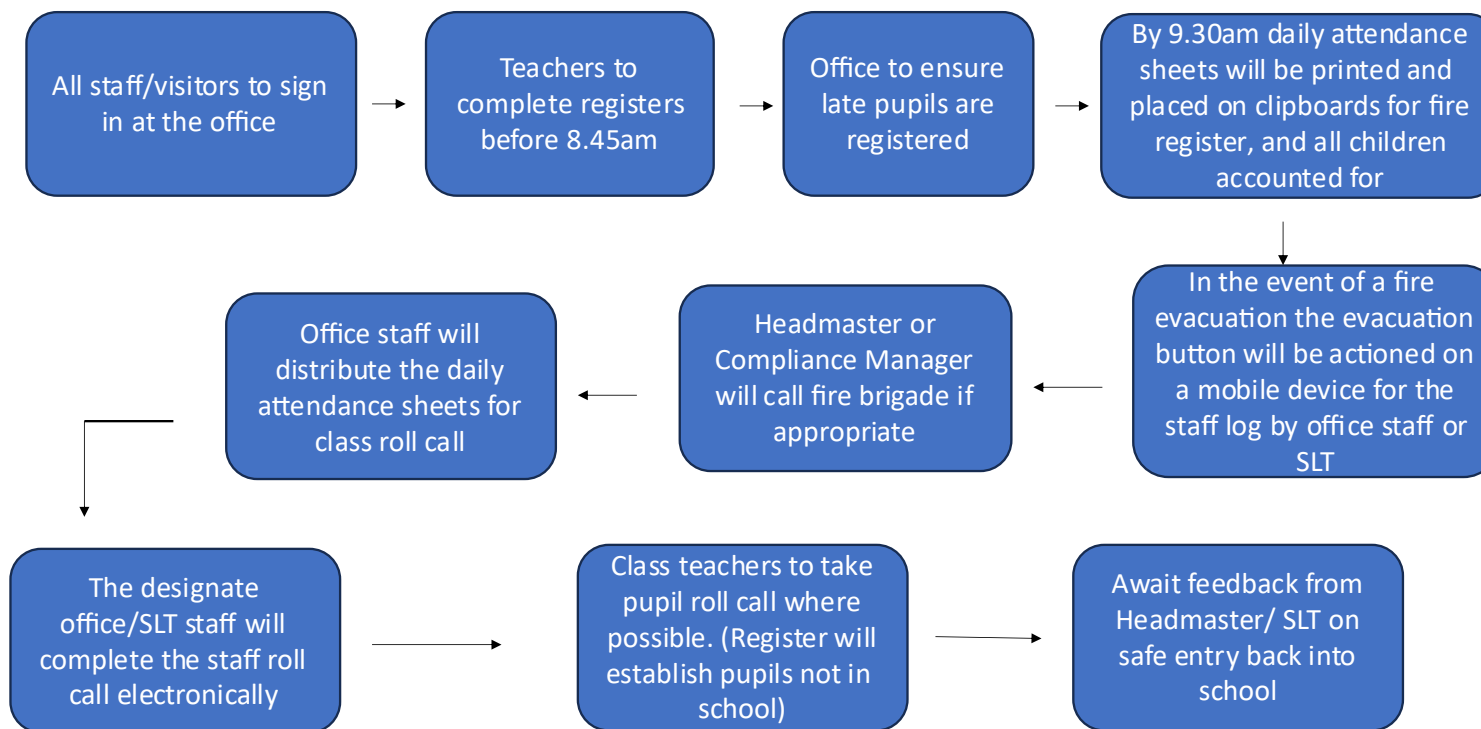 All staff/visitors to sign
in at the office
Teachers to
complete registers
before 8.45am
Office to ensure
late pupils are
registered
By 9.30am daily attendance
sheets will be printed and
placed on clipboards for fire
register, and all children
accounted for
In the event of a fire
evacuation the evacuation
button will be actioned on
a mobile device for the
staff log by office staff or
SLT
Headmaster or
Compliance Manager
will call fire brigade if
appropriate
Office staff will
distribute the daily
attendance sheets for
class roll call
The designate
office/SLT staff will
complete the staff roll
call electronically
Class teachers to take
pupil roll call where
possible. (Register will
establish pupils not in
school)
Await feedback from
Headmaster/ SLT on
safe entry back into
school